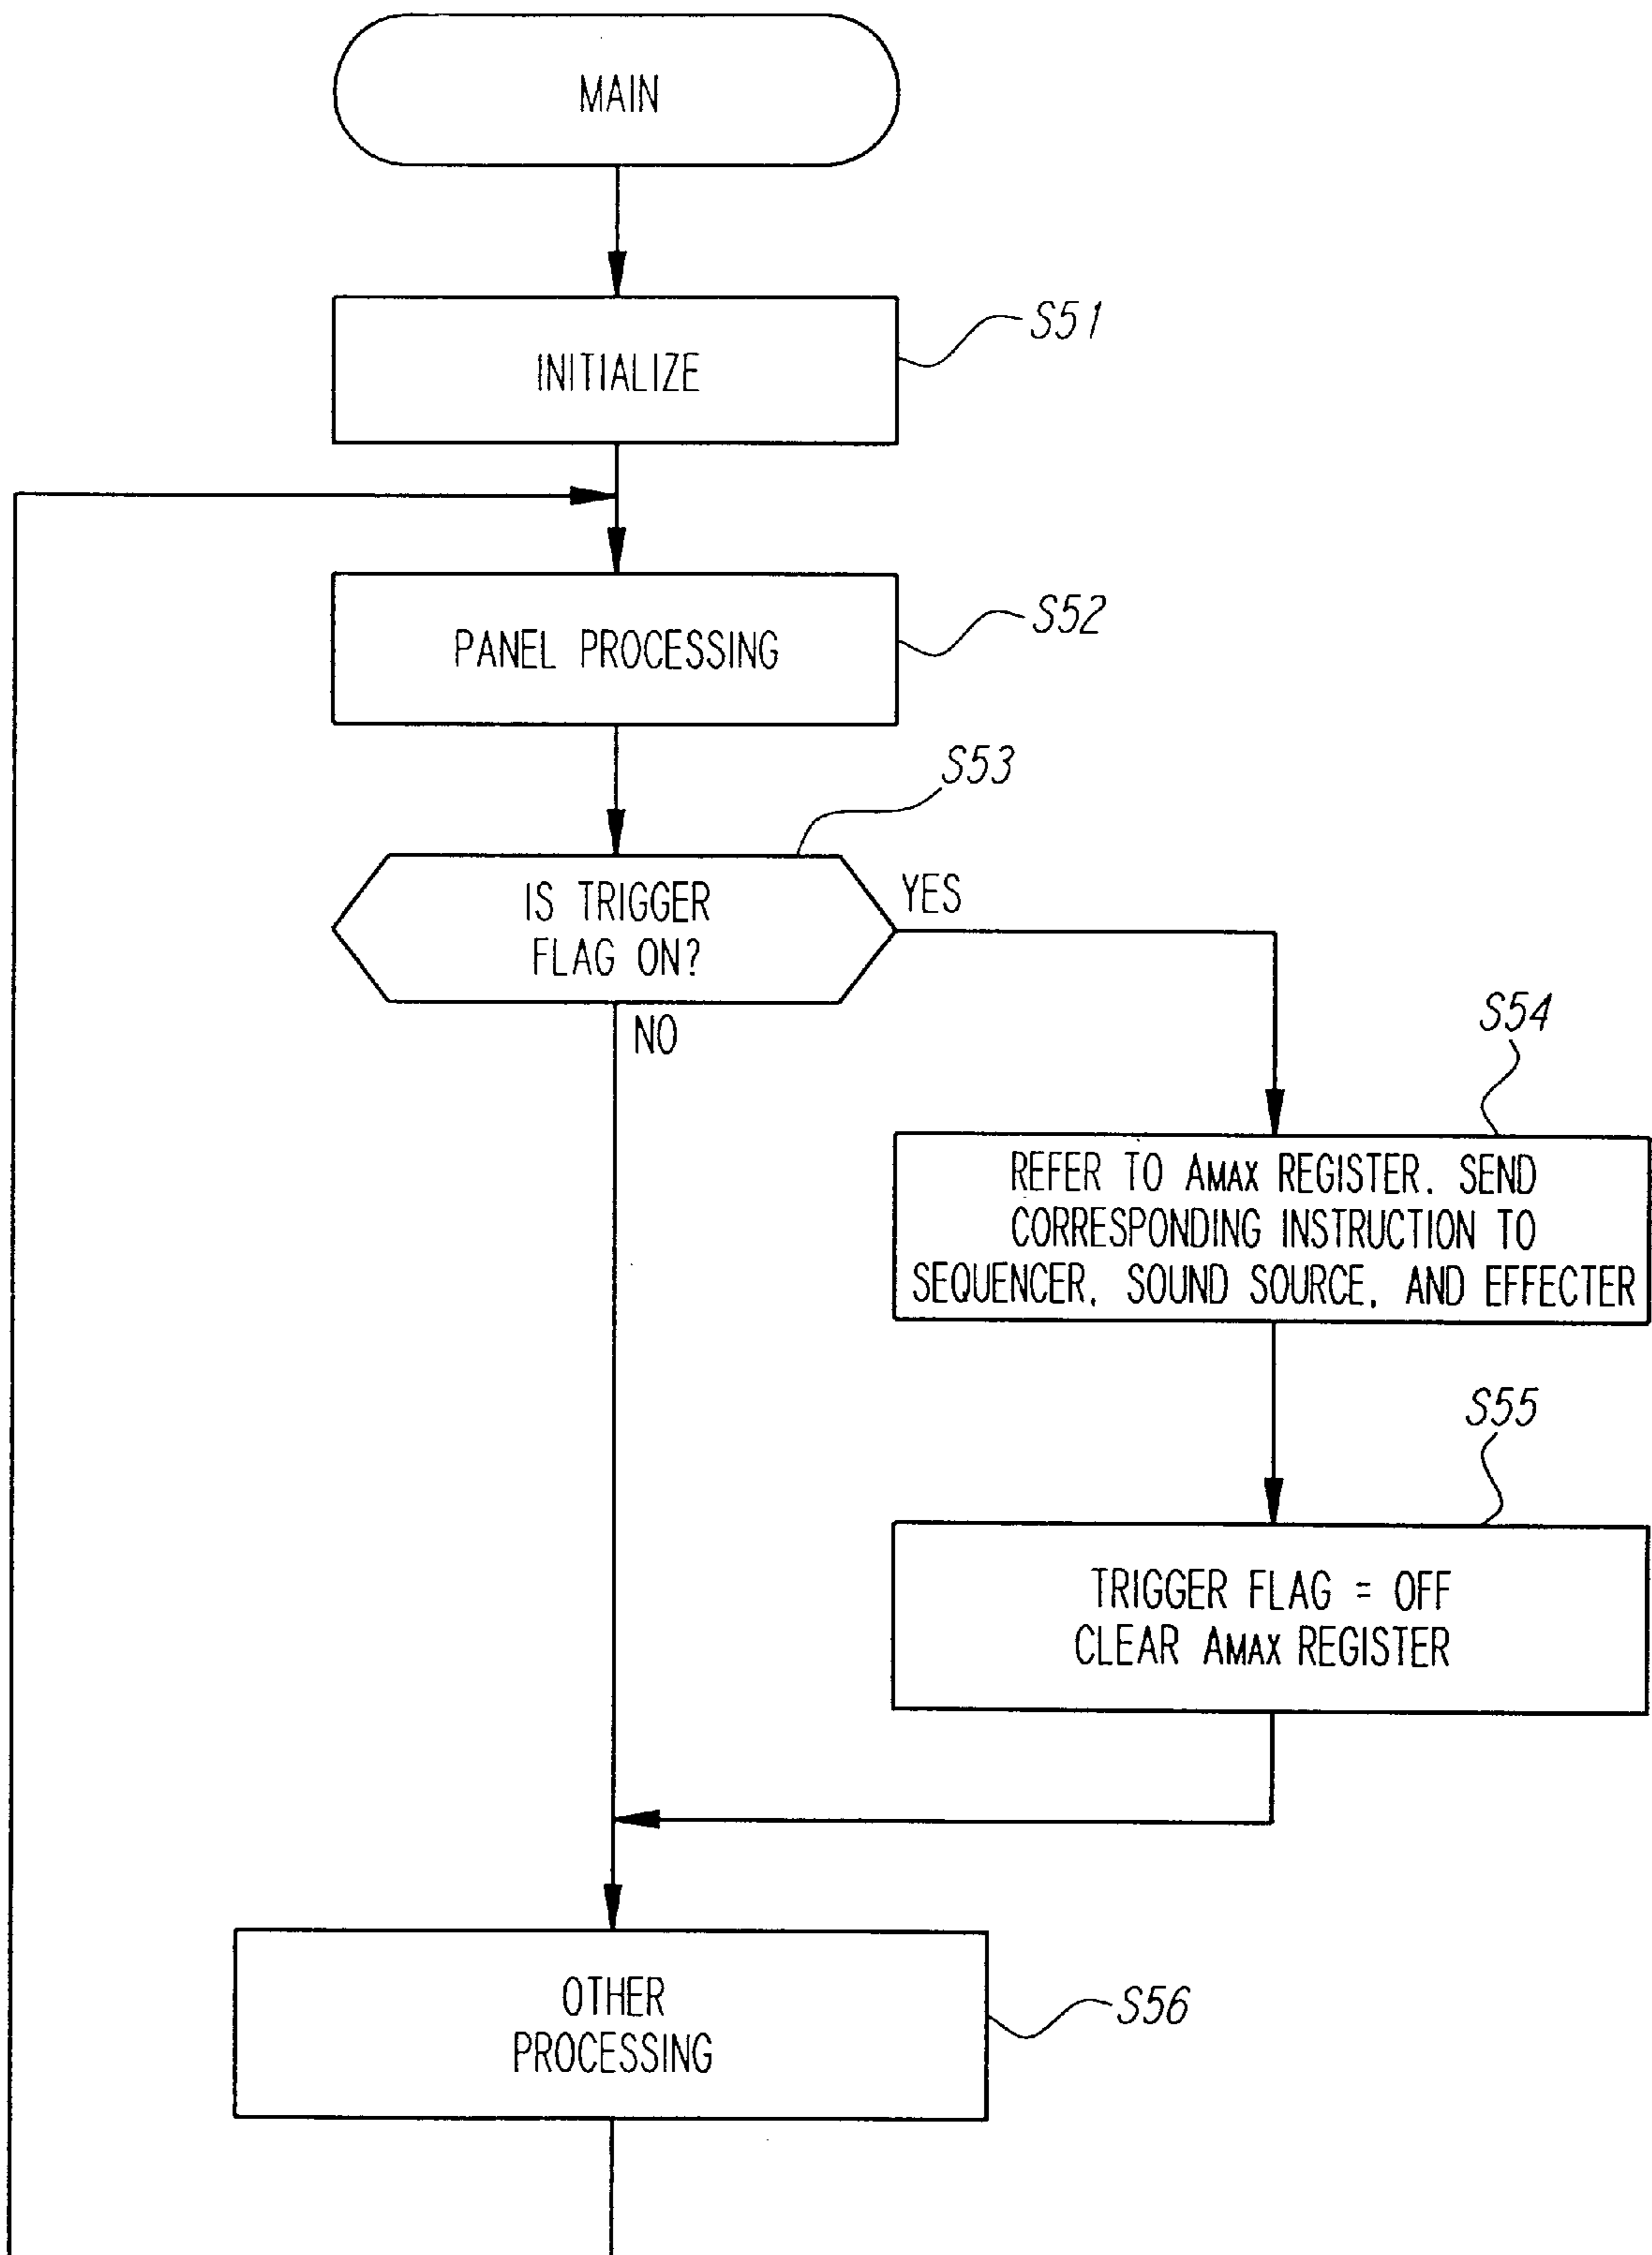 MAIN
INITIALIZE
S51
PANEL PROCESSING
S52
S53
IS TRIGGER
FLAG ON?
YES
NO
S54
REFER TO AMAX REGISTER. SEND
CORRESPONDING INSTRUCTION TO
SEQUENCER, SOUND SOURCE, AND EFFECTER
S55
TRIGGER FLAG = OFF
CLEAR AMAX REGISTER
OTHER
PROCESSING
S56